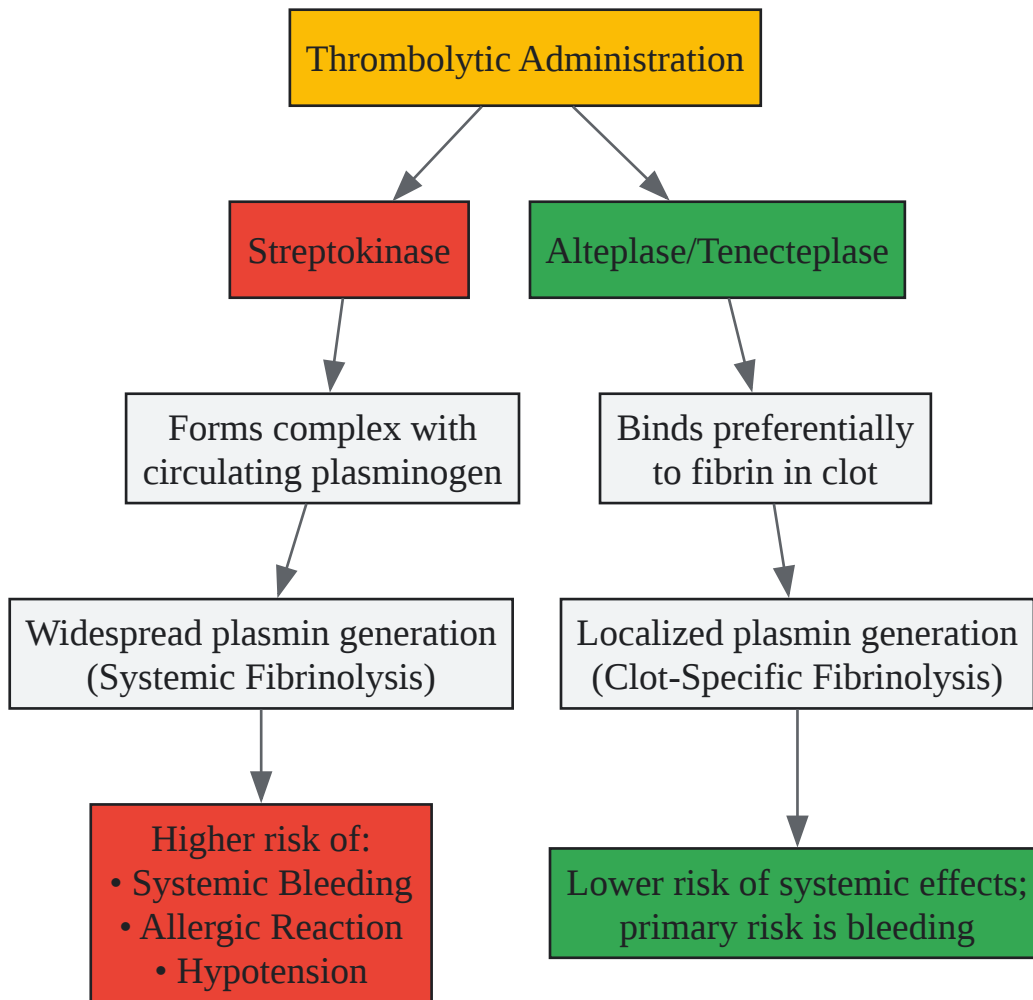 Thrombolytic Administration
Streptokinase
Alteplase/Tenecteplase
Forms complex with
circulating plasminogen
Binds preferentially
to fibrin in clot
Widespread plasmin generation
(Systemic Fibrinolysis)
Localized plasmin generation
(Clot-Specific Fibrinolysis)
Higher risk of:
• Systemic Bleeding
• Allergic Reaction
• Hypotension
Lower risk of systemic effects;
primary risk is bleeding